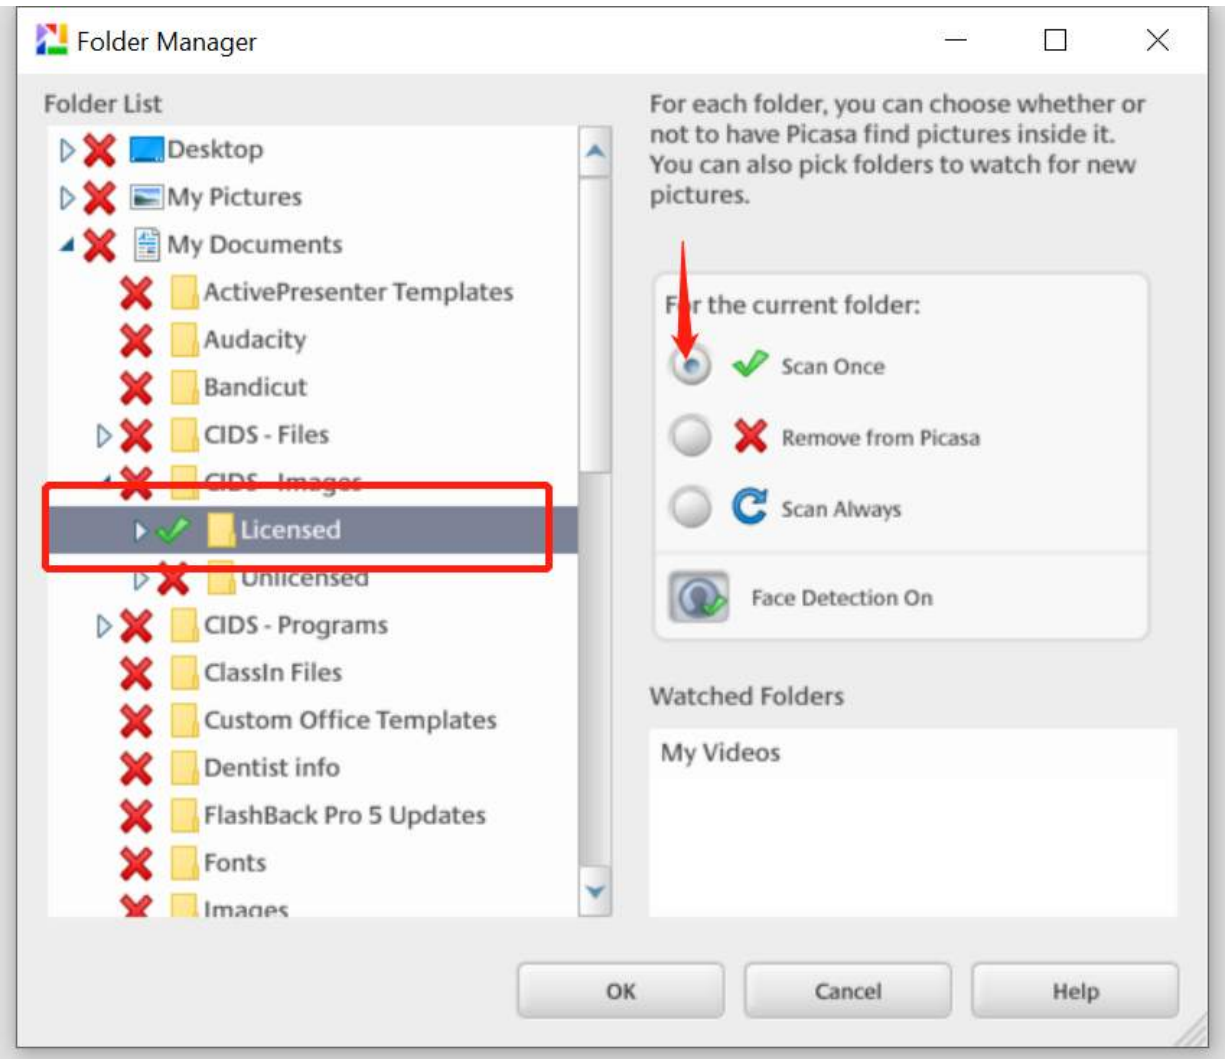 Folder Manager
Folder List
Desktop
My Pictures
My Documents
ActivePresenter Templates
Audacity
Bandicut
CIDS - Files
CIDS - Images
Licensed
Unlicensed
CIDS - Programs
ClassIn Files
Custom Office Templates
Dentist info
FlashBack Pro 5 Updates
Fonts
Images
For each folder, you can choose whether or
not to have Picasa find pictures inside it.
You can also pick folders to watch for new
pictures.
For the current folder:
Scan Once
Remove from Picasa
Scan Always
Face Detection On
Watched Folders
My Videos
OK
Cancel
Help